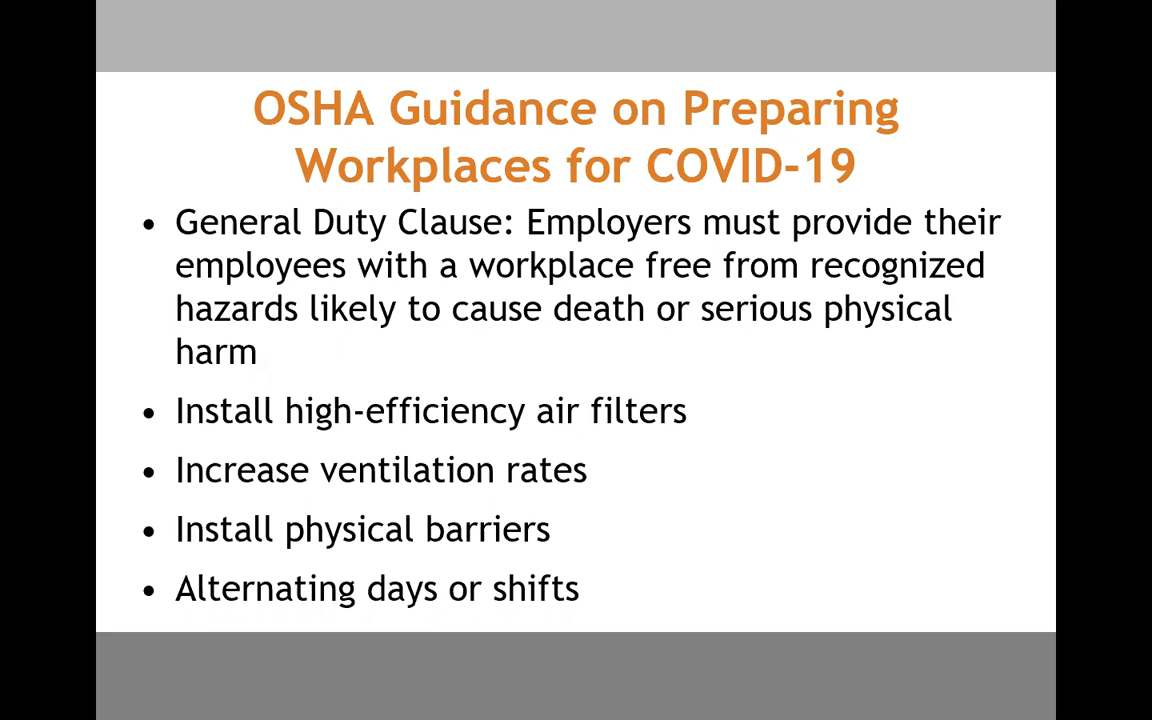 OSHA Guidance on Preparing
Workplaces for COVID-19
• General Duty Clause: Employers must provide their
employees with a workplace free from recognized
hazards likely to cause death or serious physical
harm
• Install high-efficiency air filters
• Increase ventilation rates
• Install physical barriers
• Alternating days or shifts